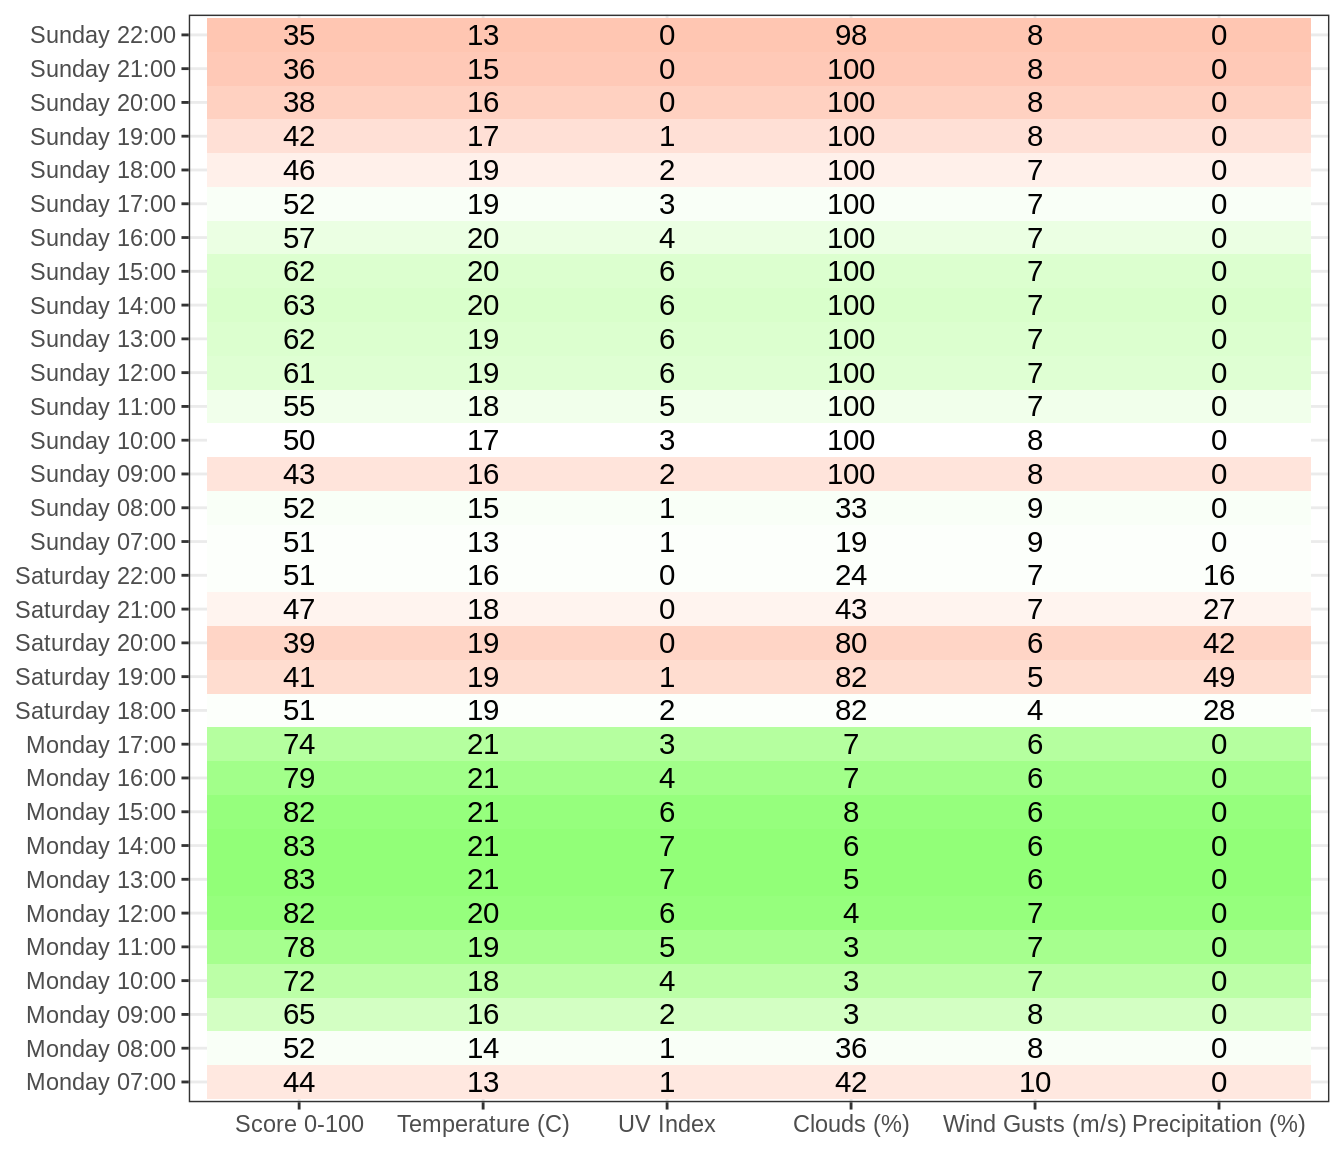 Sunday 22:00 35 13 0 98 8 0
Sunday 21:00 36 15 0 100 8 0
Sunday 20:00 38 16 0 100 8 0
Sunday 19:00 42 17 1 100 8 0
Sunday 18:00 46 19 2 100 7 0
Sunday 17:00 52 19 3 100 7 0
Sunday 16:00 57 20 4 100 7 0
Sunday 15:00 62 20 6 100 7 0
Sunday 14:00 63 20 6 100 7 0
Sunday 13:00 62 19 6 100 7 0
Sunday 12:00 61 19 6 100 7 0
Sunday 11:00 55 18 5 100 7 0
Sunday 10:00 50 17 3 100 8 0
Sunday 09:00 43 16 2 100 8 0
Sunday 08:00 52 15 1 33 9 0
Sunday 07:00 51 13 1 19 9 0
Saturday 22:00 51 16 0 24 7 16
Saturday 21:00 47 18 0 43 7 27
Saturday 20:00 39 19 0 80 6 42
Saturday 19:00 41 19 1 82 5 49
Saturday 18:00 51 19 2 82 4 28
Monday 17:00 74 21 3 7 6 0
Monday 16:00 79 21 4 7 6 0
Monday 15:00 82 21 6 8 6 0
Monday 14:00 83 21 7 6 6 0
Monday 13:00 83 21 7 5 6 0
Monday 12:00 82 20 6 4 7 0
Monday 11:00 78 19 5 3 7 0
Monday 10:00 72 18 4 3 7 0
Monday 09:00 65 16 2 3 8 0
Monday 08:00 52 14 1 36 8 0
Monday 07:00 44 13 1 42 10 0
Score 0-100 Temperature (C) UV Index Clouds (%) Wind Gusts (m/s) Precipitation (%)